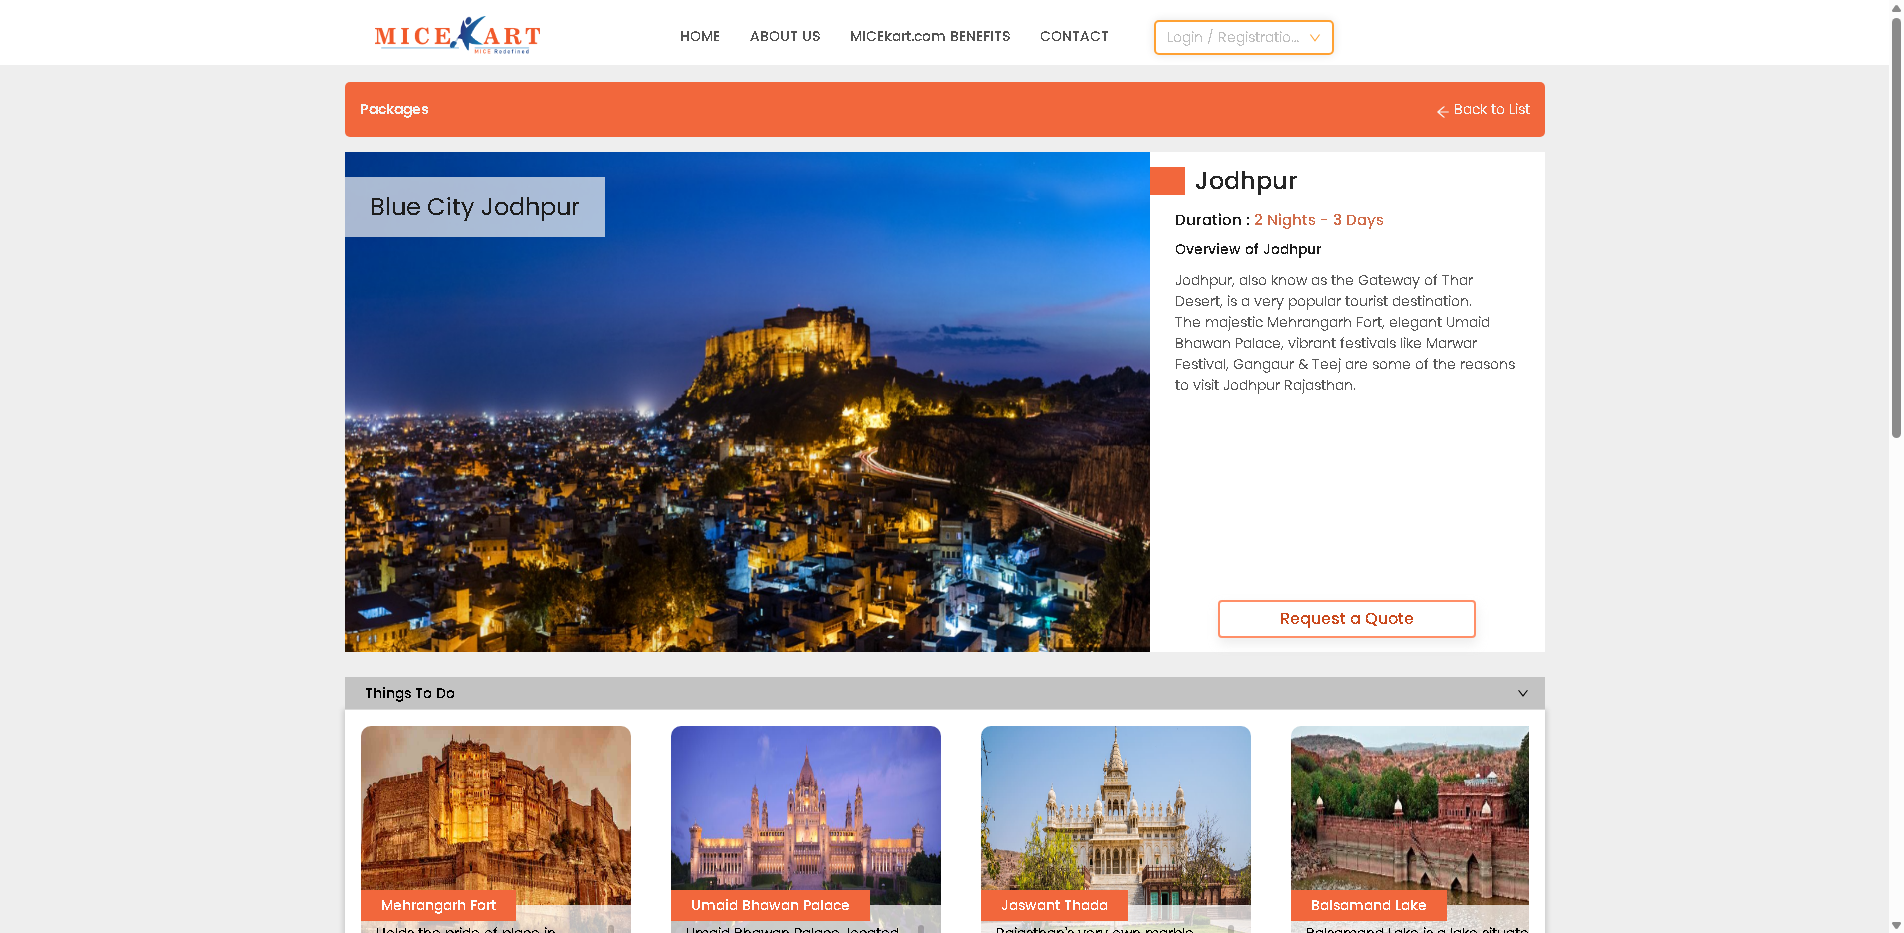 MICEKART
MICE Redefined
HOME
ABOUT US
MICEkart.com BENEFITS
CONTACT
Login / Registratio...
Packages
Back to List
Blue City Jodhpur
Jodhpur
Duration : 2 Nights - 3 Days
Overview of Jodhpur
Jodhpur, also know as the Gateway of Thar
Desert, is a very popular tourist destination.
The majestic Mehrangarh Fort, elegant Umaid
Bhawan Palace, vibrant festivals like Marwar
Festival, Gangaur & Teej are some of the reasons
to visit Jodhpur Rajasthan.
Request a Quote
Things To Do
Mehrangarh Fort
Holds the pride of place in
Umaid Bhawan Palace
Umaid Bhawan Palace, located
Jaswant Thada
Rajasthan's very own marble
Balsamand Lake
Balsamand Lake is a lake situate